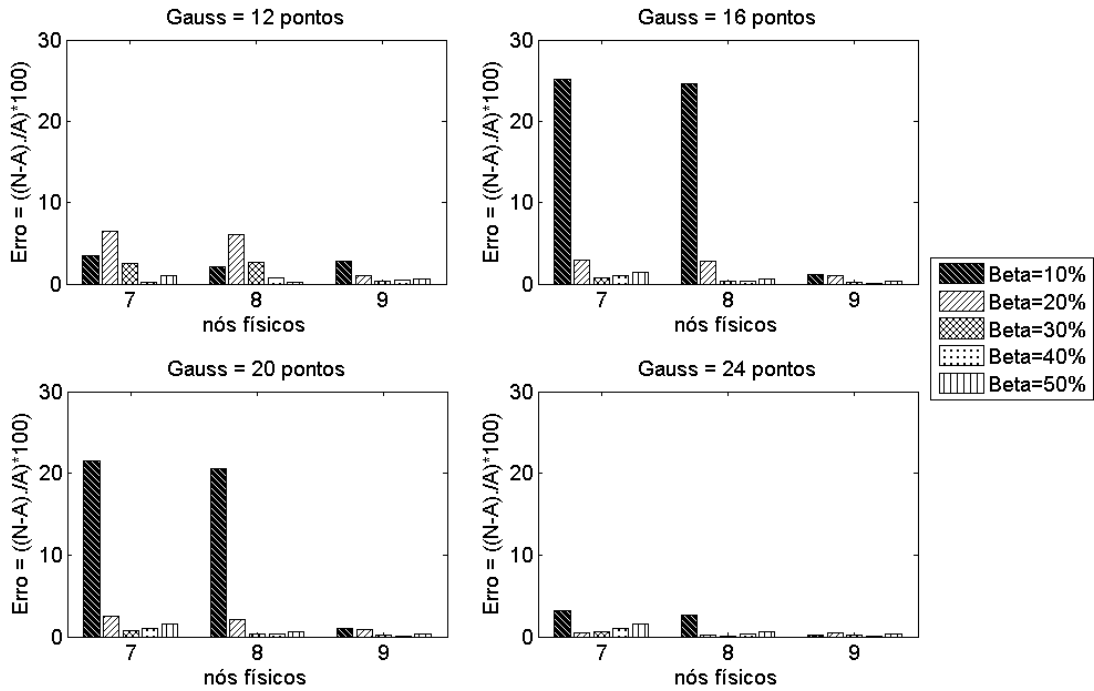 Gauss = 12 pontos
Erro = ((N-A)./A)*100)
30
20
10
0
7 8 9
nós físicos
Gauss = 16 pontos
Erro = ((N-A)./A)*100)
30
20
10
0
7 8 9
nós físicos
Beta=10%
Beta=20%
Beta=30%
Beta=40%
Beta=50%
Gauss = 20 pontos
Erro = ((N-A)./A)*100)
30
20
10
0
7 8 9
nós físicos
Gauss = 24 pontos
Erro = ((N-A)./A)*100)
30
20
10
0
7 8 9
nós físicos